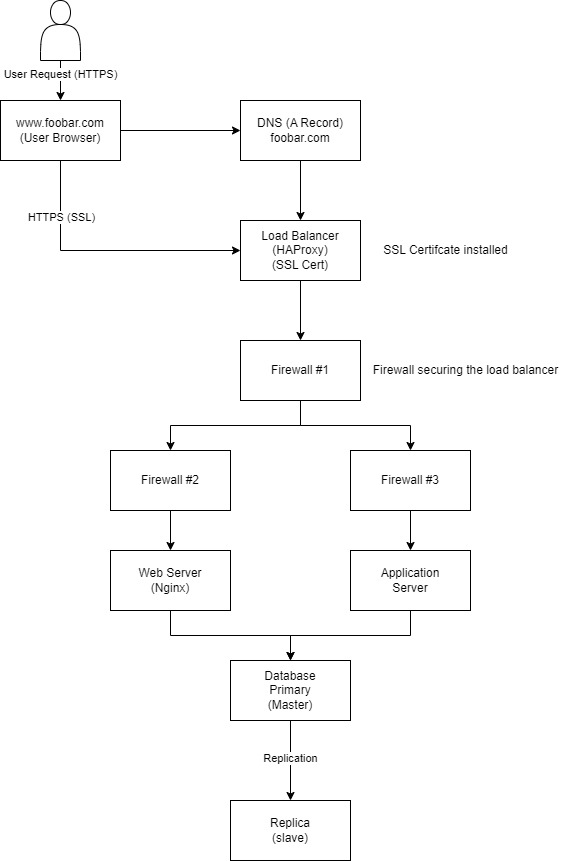 User Request (HTTPS)
www.foobar.com
(User Browser)
DNS (A Record)
foobar.com
HTTPS (SSL)
Load Balancer
(HAProxy)
(SSL Cert)
SSL Certifcate installed
Firewall #1
Firewall securing the load balancer
Firewall #2
Firewall #3
Web Server
(Nginx)
Application
Server
Database
Primary
(Master)
Replication
Replica
(slave)